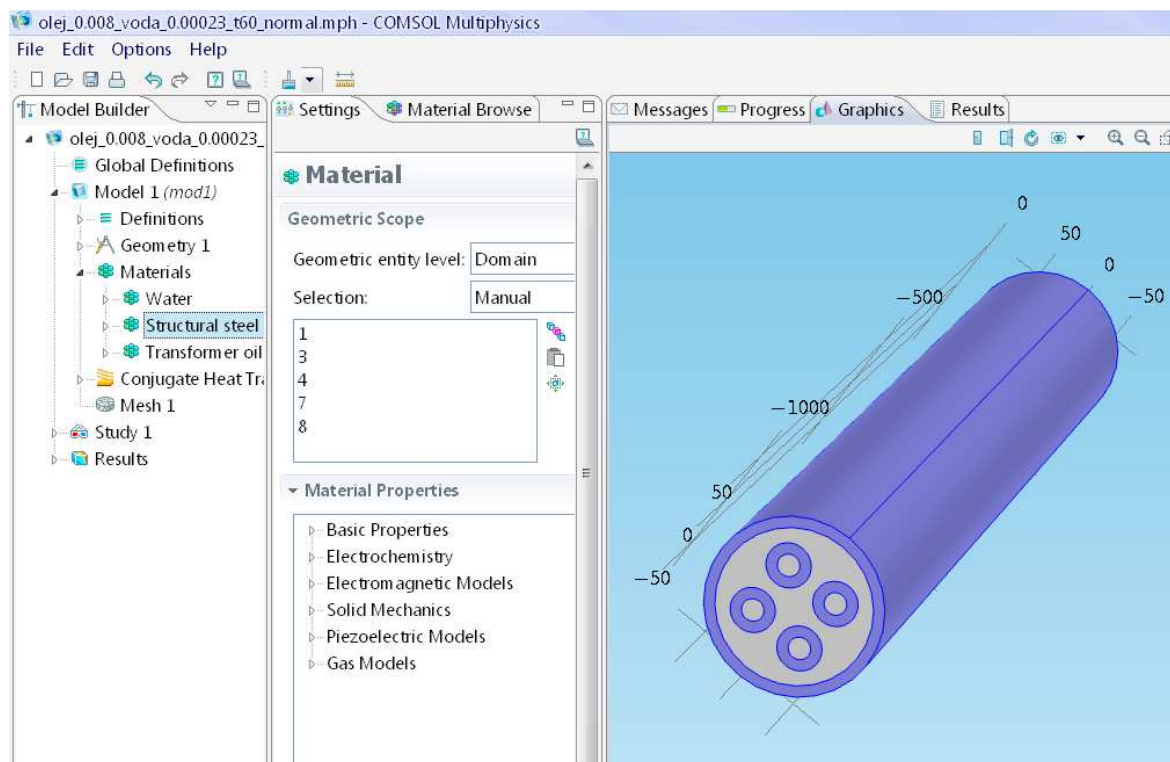 olej_0.008_voda_0.00023_t60_normal.mph - COMSOL Multiphysics
File Edit Options Help
Model Builder
olej_0.008_voda_0.00023_
Global Definitions
Model 1 (mod1)
Definitions
Geometry 1
Materials
Water
Structural steel
Transformer oil
Conjugate Heat Tra
Mesh 1
Study 1
Results
Settings Material Browse
Material
Geometric Scope
Geometric entity level: Domain
Selection: Manual
1
3
4
7
8
Material Properties
Basic Properties
Electrochemistry
Electromagnetic Models
Solid Mechanics
Piezoelectric Models
Gas Models
Messages Progress Graphics Results
0
50
0
−50
−500
−1000
50
0
−50